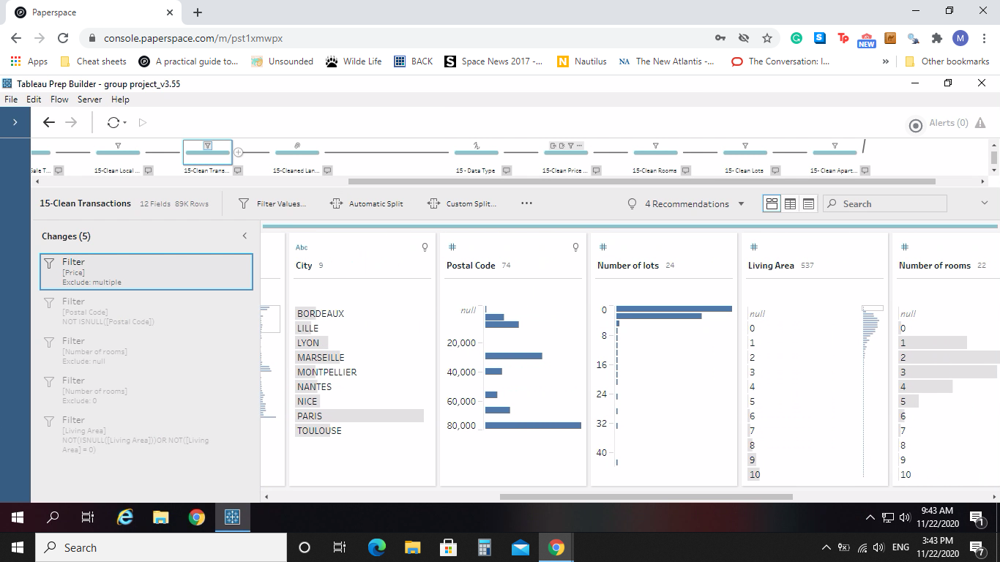 Paperspace
console.paperspace.com/m/pst1xmwpx
NEW
M
Apps
Cheat sheets
A practical guide to...
Unsounded
Wilde Life
BACK
Space News 2017 -...
Nautilus
NA The New Atlantis -...
The Conversation: I...
Other bookmarks
Tableau Prep Builder - group project_v3.55
File Edit Flow Server Help
Alerts (0)
Sale T...
15-Clean Local ...
15-Clean Trans...
15-Cleaned Lan...
15 - Data Type
15-Clean Price ...
15-Clean Rooms
15 - Clean Lots
15- Clean Apart...
15-Clean Transactions 12 Fields 89K Rows
Filter Values...
Automatic Split
Custom Split...
4 Recommendations
Search
Changes (5)
Filter
[Price]
Exclude: multiple
Filter
[Postal Code]
NOT ISNULL([Postal Code])
Filter
[Number of rooms]
Exclude: null
Filter
[Number of rooms]
Exclude: 0
Filter
[Living Area]
NOT(ISNULL([Living Area]))OR NOT([Living
Area] = 0)
Abc
City 9
BORDEAUX
LILLE
LYON
MARSEILLE
MONTPELLIER
NANTES
NICE
PARIS
TOULOUSE
#
Postal Code 74
null
20,000
40,000
60,000
80,000
#
Number of lots 24
0
8
16
24
32
40
#
Living Area 537
null
0
1
2
3
4
5
6
7
8
9
10
#
Number of rooms 22
null
0
1
2
3
4
5
6
7
8
9
10
9:43 AM
11/22/2020
1
Search
ENG
3:43 PM
11/22/2020
7